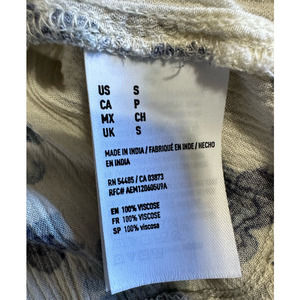 US S
CA P
MX CH
UK S
MADE IN INDIA / FABRIQUÉ EN INDE / HECHO
EN INDIA
RN 54485 / CA 03873
RFC# AEM120605U9A
EN 100% VISCOSE
FR 100% VISCOSE
SP 100% viscosa